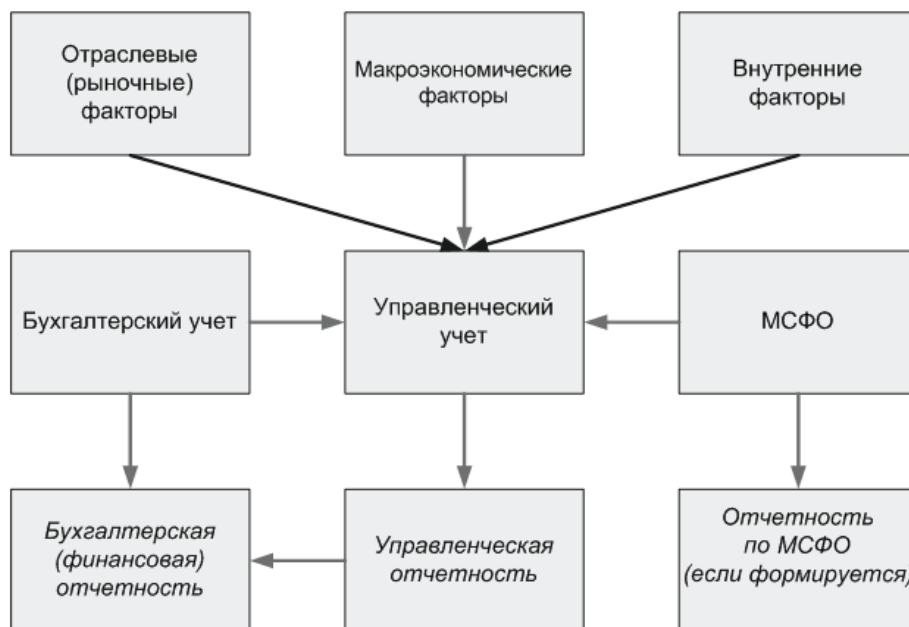 Отраслевые
(рыночные)
факторы
Макроэкономические
факторы
Внутренние
факторы
Бухгалтерский учет
Управленческий
учет
МСФО
Бухгалтерская
(финансовая)
отчетность
Управленческая
отчетность
Отчетность
по МСФО
(если формируется)